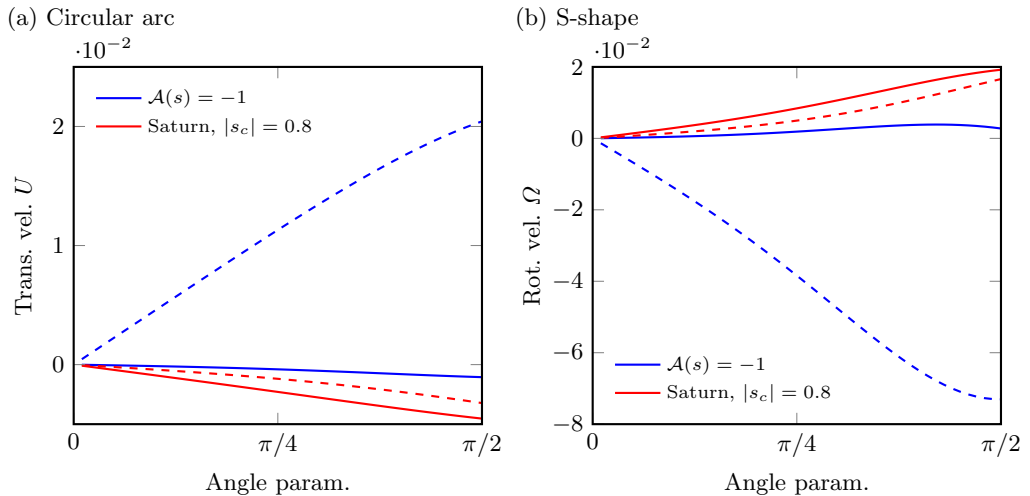 (a) Circular arc
·10⁻²
2
1
0
Trans. vel. U
𝒜(s) = −1
Saturn, |s_c| = 0.8
0
π/4
π/2
Angle param.
(b) S-shape
·10⁻²
2
0
−2
−4
−6
−8
Rot. vel. Ω
𝒜(s) = −1
Saturn, |s_c| = 0.8
0
π/4
π/2
Angle param.